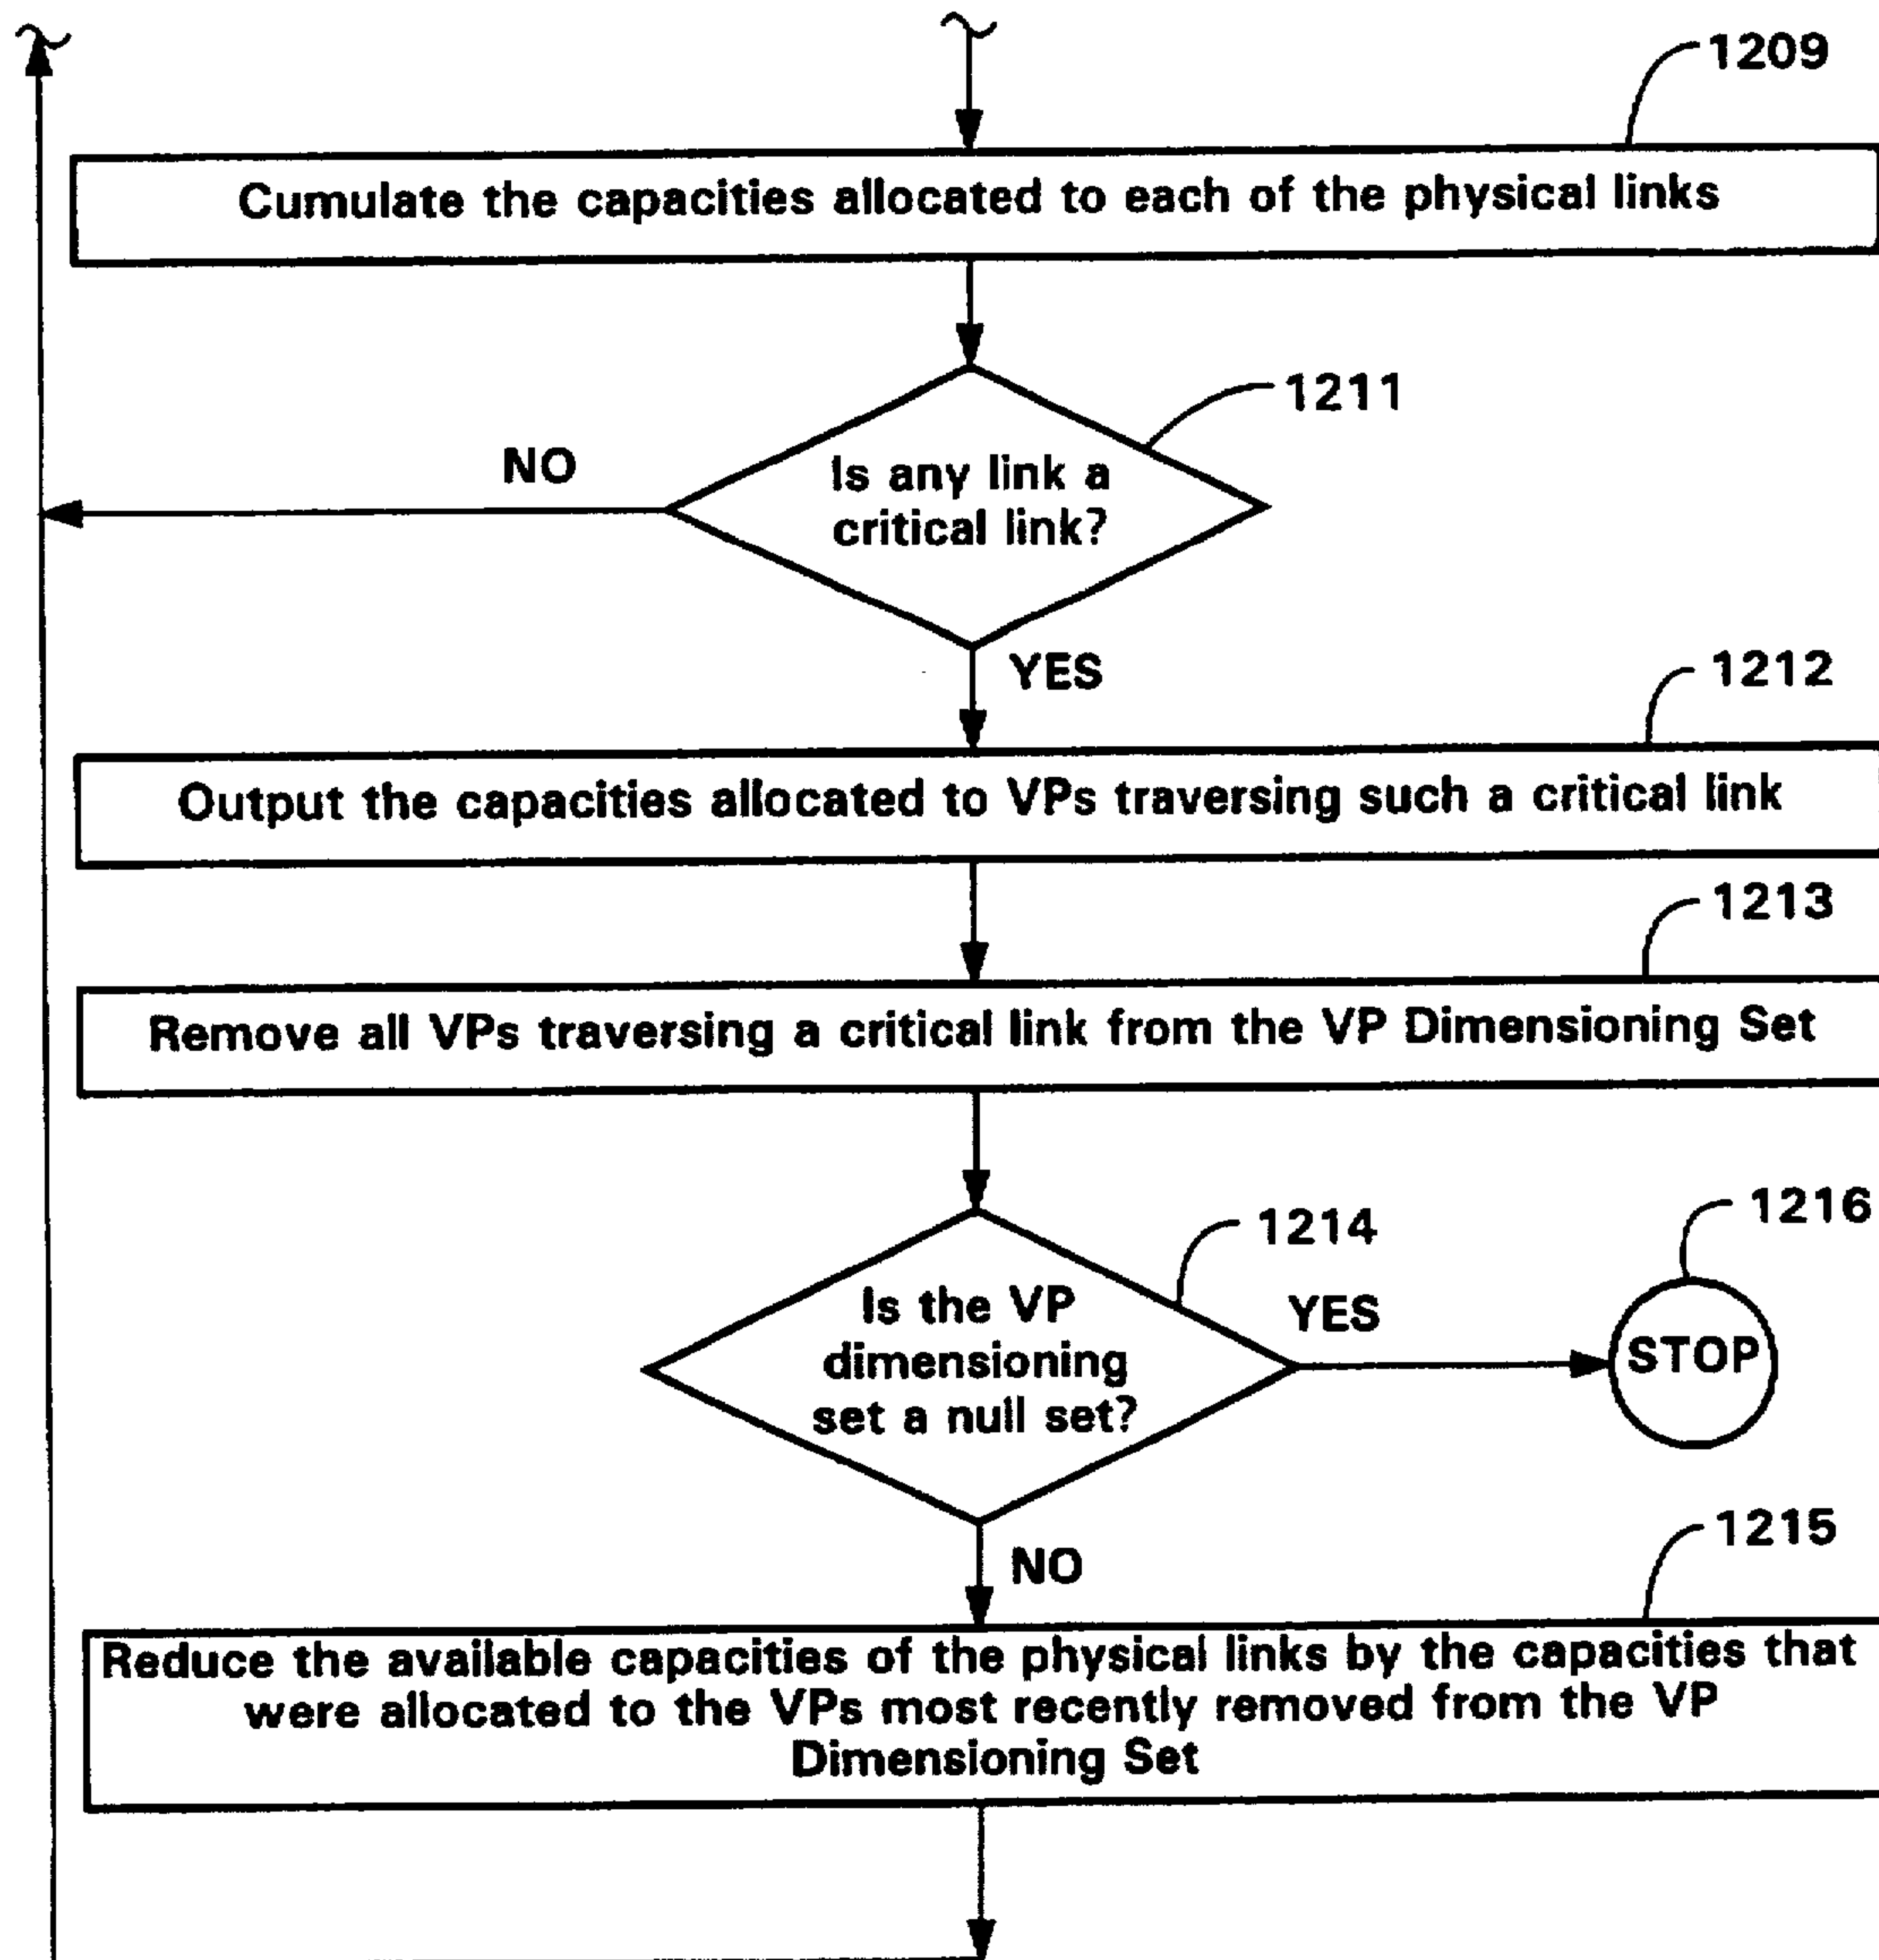 1209
Cumulate the capacities allocated to each of the physical links
1211
NO
Is any link a
critical link?
YES
1212
Output the capacities allocated to VPs traversing such a critical link
1213
Remove all VPs traversing a critical link from the VP Dimensioning Set
1214
1216
Is the VP
dimensioning
set a null set?
YES
STOP
NO
1215
Reduce the available capacities of the physical links by the capacities that
were allocated to the VPs most recently removed from the VP
Dimensioning Set